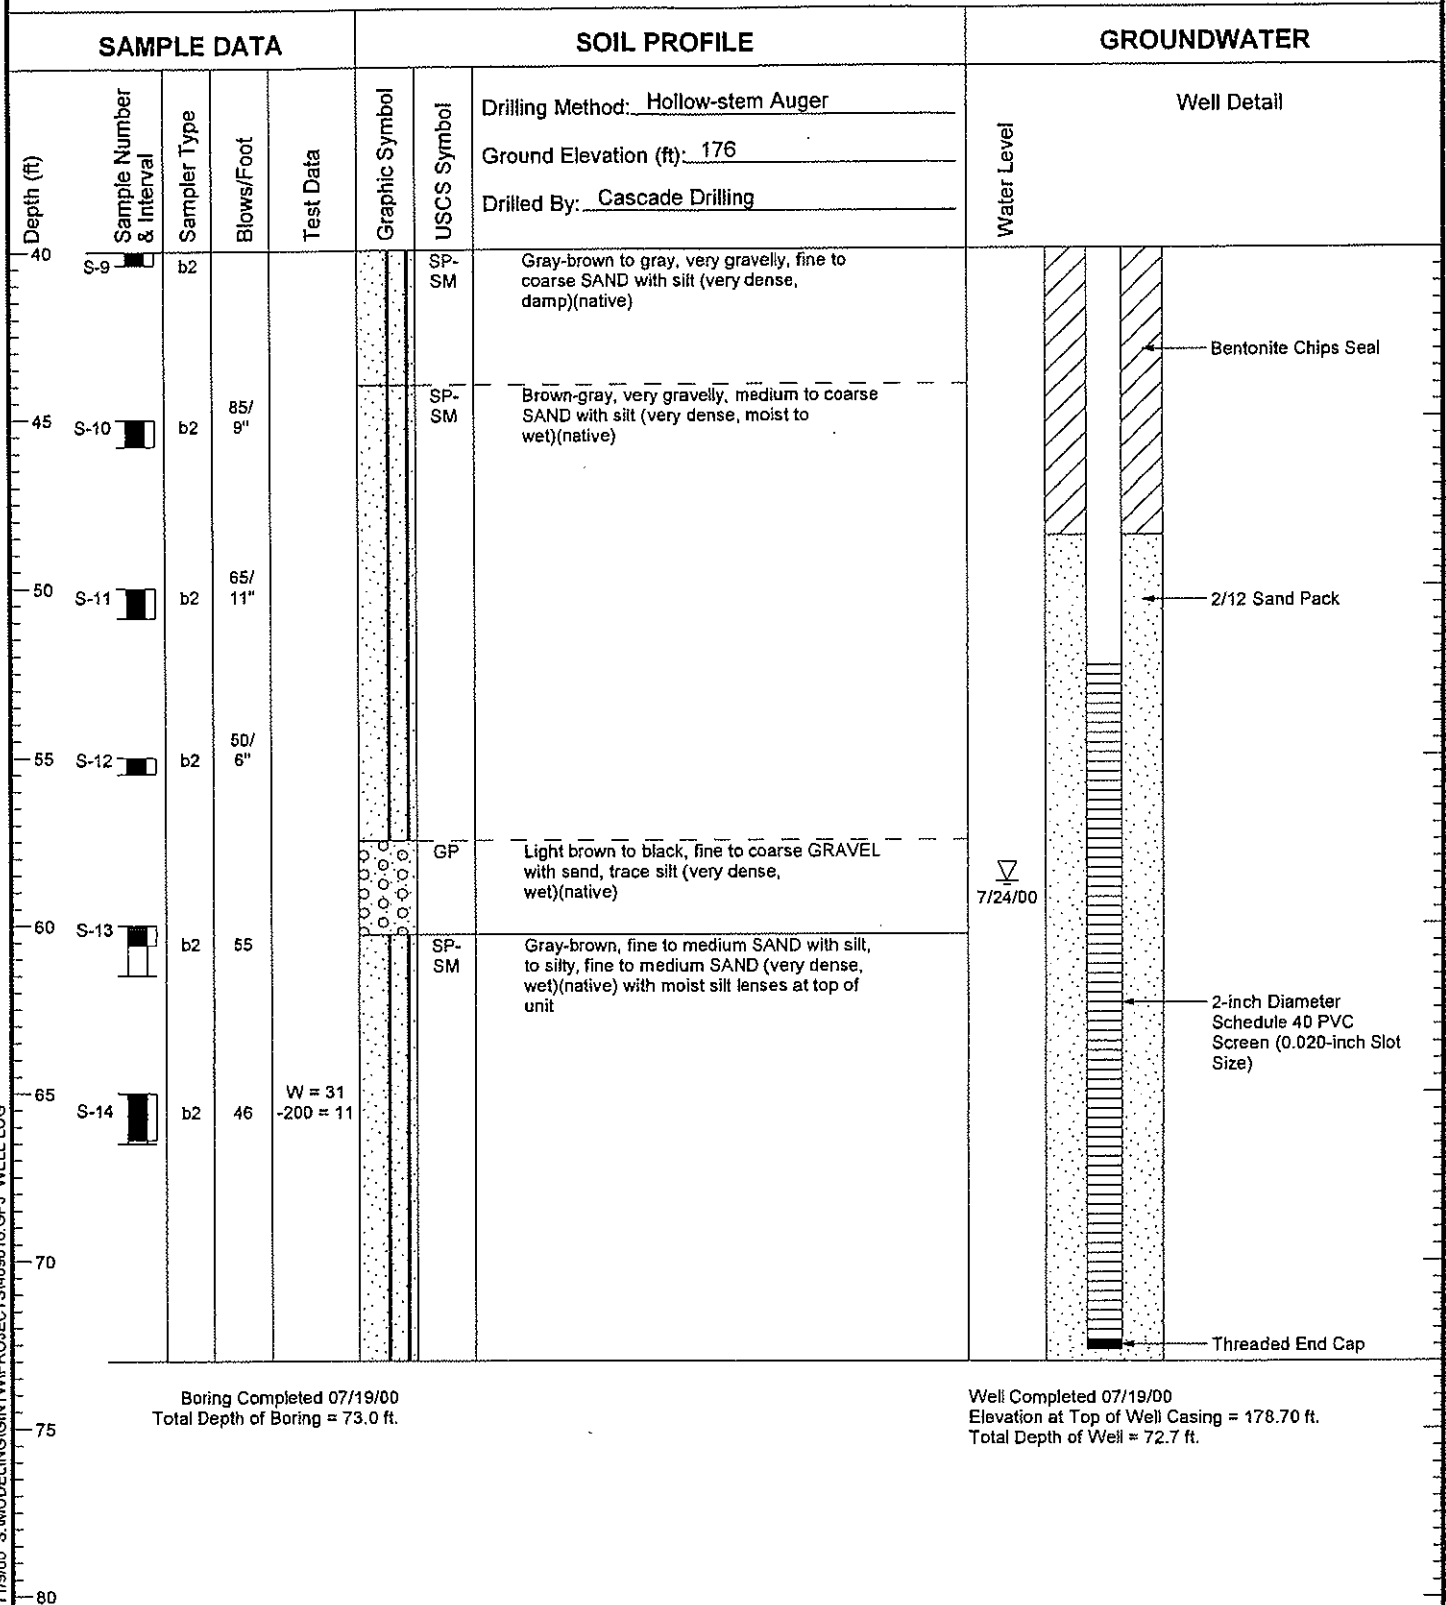 SAMPLE DATA
SOIL PROFILE
GROUNDWATER
Depth (ft)
Sample Number
& Interval
Sampler Type
Blows/Foot
Test Data
Graphic Symbol
USCS Symbol
Drilling Method: Hollow-stem Auger
Ground Elevation (ft): 176
Drilled By: Cascade Drilling
Water Level
Well Detail
40
S-9
b2
SP-
SM
Gray-brown to gray, very gravelly, fine to
coarse SAND with silt (very dense,
damp)(native)
Bentonite Chips Seal
SP-
SM
Brown-gray, very gravelly, medium to coarse
SAND with silt (very dense, moist to
wet)(native)
45
S-10
b2
85/
9"
50
S-11
b2
65/
11"
2/12 Sand Pack
55
S-12
b2
50/
6"
GP
Light brown to black, fine to coarse GRAVEL
with sand, trace silt (very dense,
wet)(native)
7/24/00
60
S-13
b2
55
SP-
SM
Gray-brown, fine to medium SAND with silt,
to silty, fine to medium SAND (very dense,
wet)(native) with moist silt lenses at top of
unit
2-inch Diameter
Schedule 40 PVC
Screen (0.020-inch Slot
Size)
65
S-14
b2
46
W = 31
-200 = 11
70
Threaded End Cap
Boring Completed 07/19/00
Total Depth of Boring = 73.0 ft.
Well Completed 07/19/00
Elevation at Top of Well Casing = 178.70 ft.
Total Depth of Well = 72.7 ft.
75
80